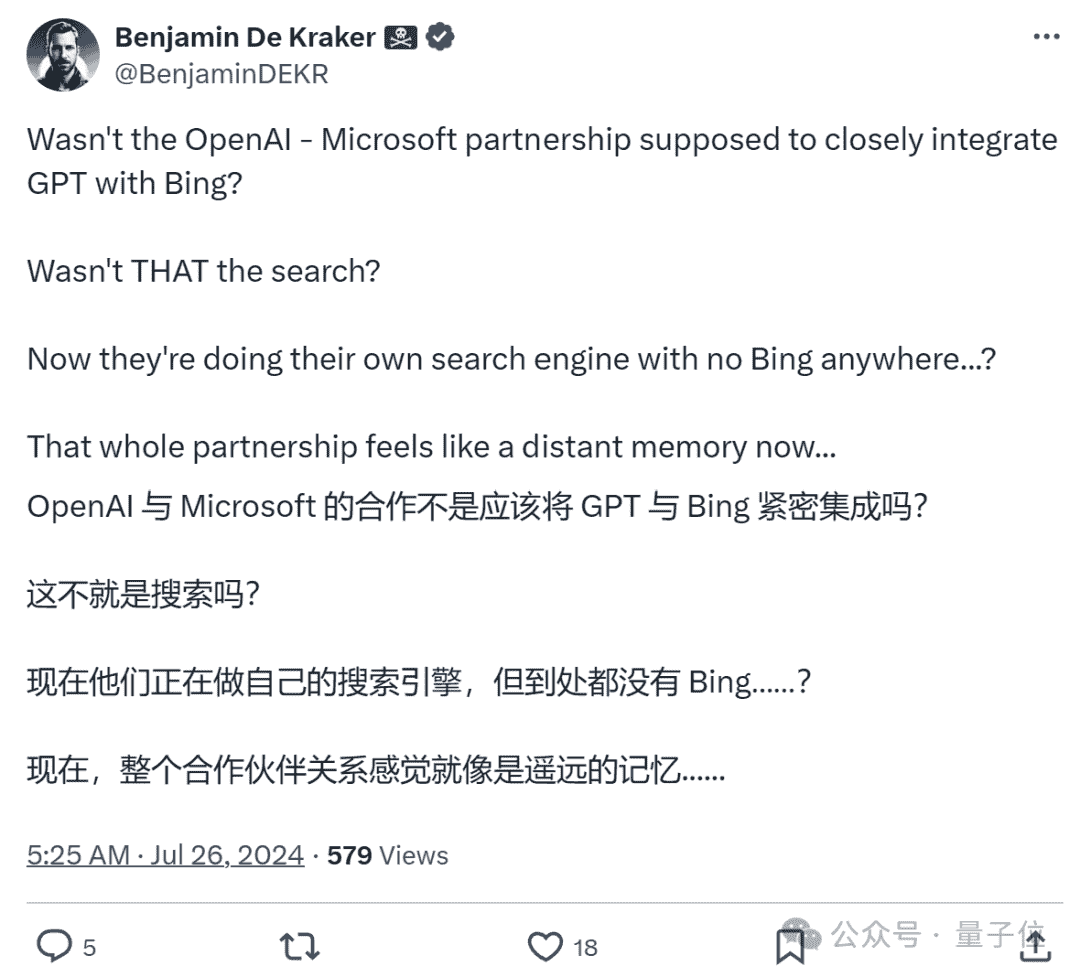 Benjamin De Kraker
@BenjaminDEKR
Wasn't the OpenAI - Microsoft partnership supposed to closely integrate
GPT with Bing?
Wasn't THAT the search?
Now they're doing their own search engine with no Bing anywhere...?
That whole partnership feels like a distant memory now...
OpenAI 与 Microsoft 的合作不是应该将 GPT 与 Bing 紧密集成吗?
这不就是搜索吗?
现在他们正在做自己的搜索引擎，但到处都没有 Bing......?
现在，整个合作伙伴关系感觉就像是遥远的记忆......
5:25 AM · Jul 26, 2024 · 579 Views
5 18
公众号 · 量子位